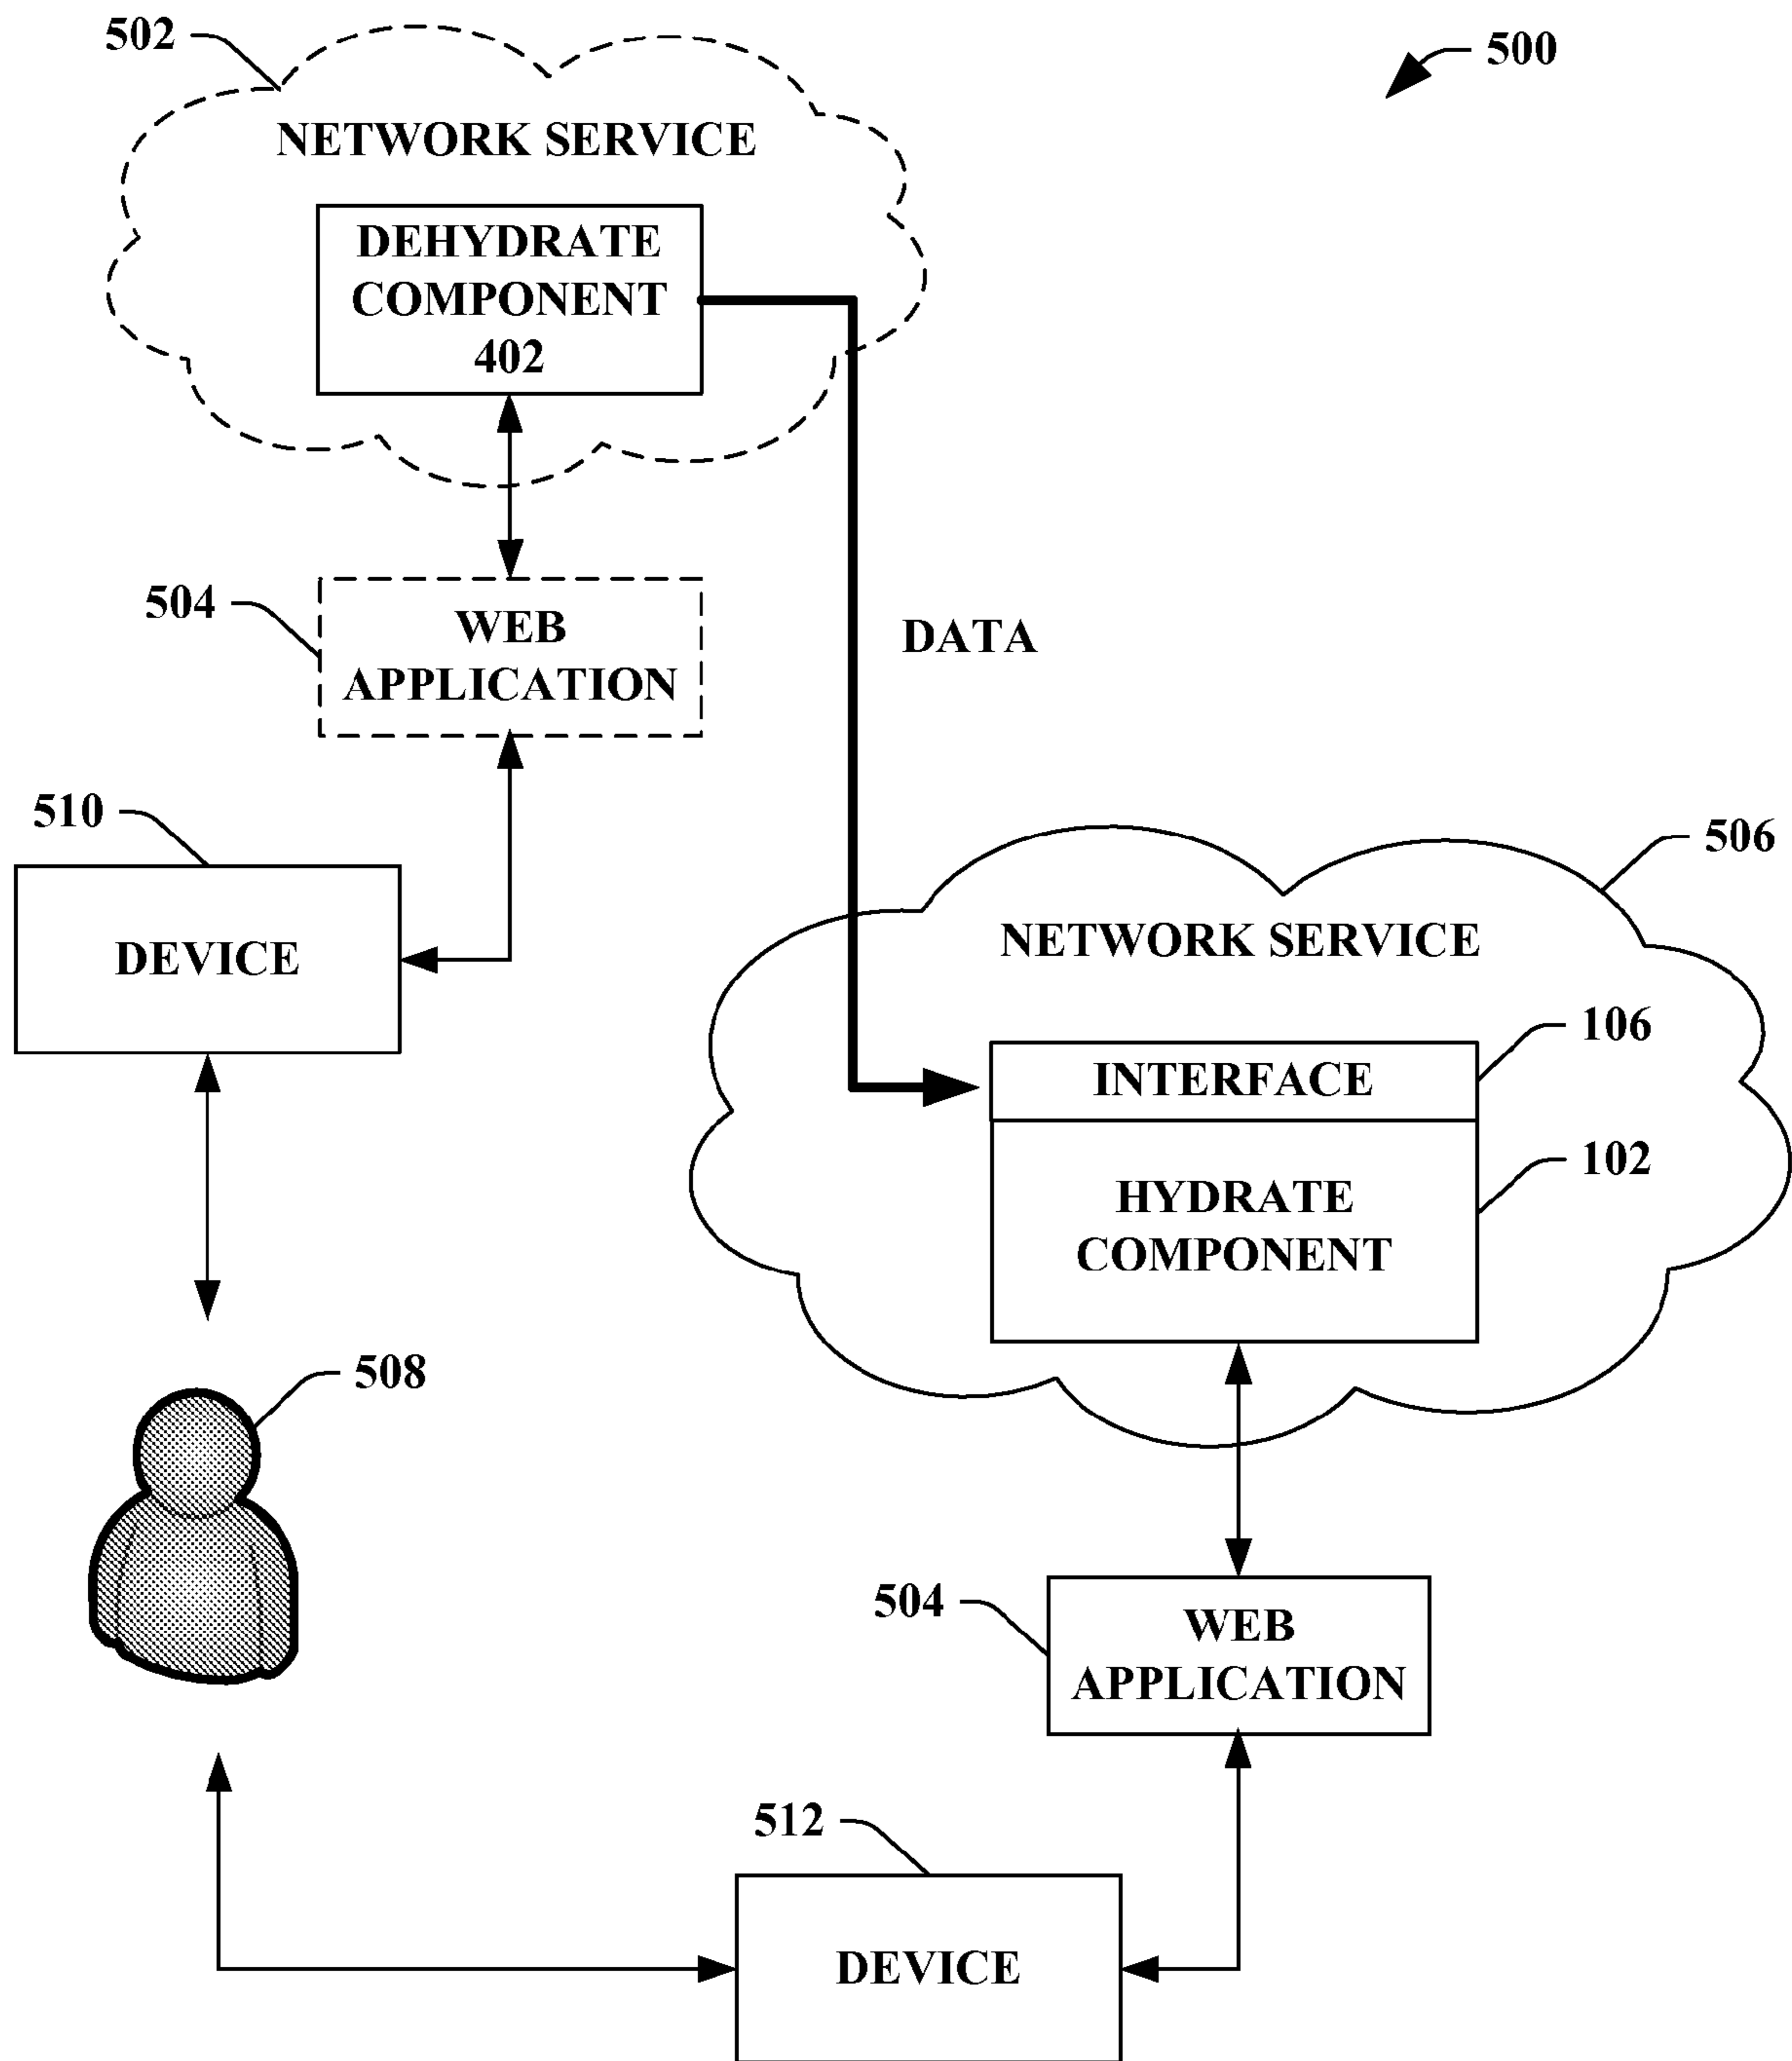 502
500
NETWORK SERVICE
DEHYDRATE
COMPONENT
402
504
WEB
APPLICATION
DATA
510
DEVICE
506
NETWORK SERVICE
106
INTERFACE
102
HYDRATE
COMPONENT
508
504
WEB
APPLICATION
512
DEVICE